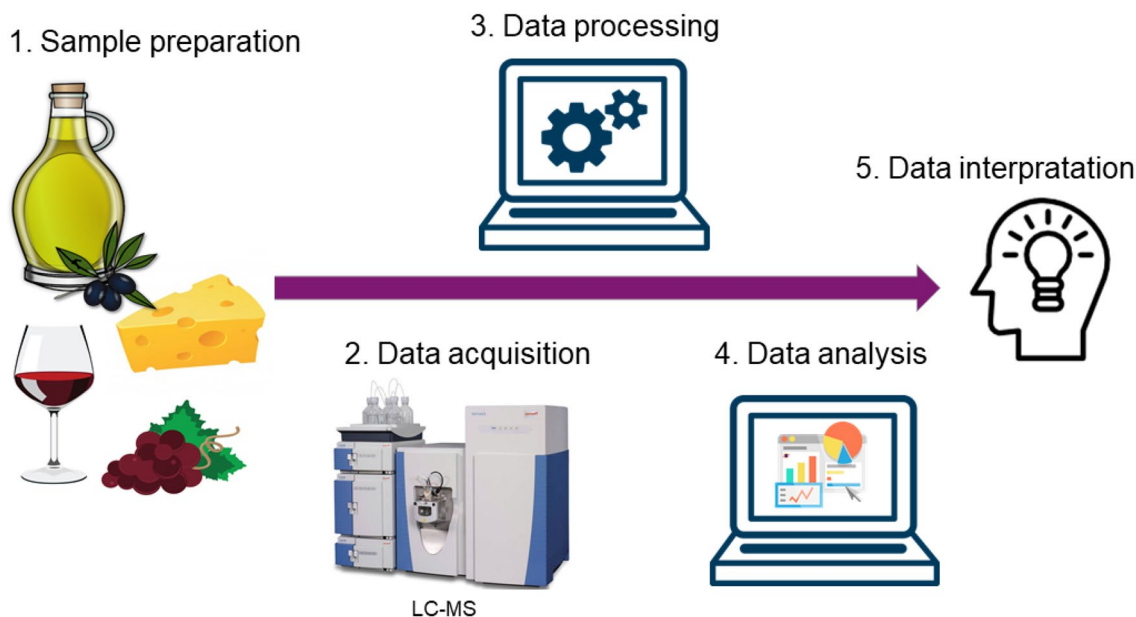 1. Sample preparation
3. Data processing
5. Data interpratation
2. Data acquisition
4. Data analysis
LC-MS